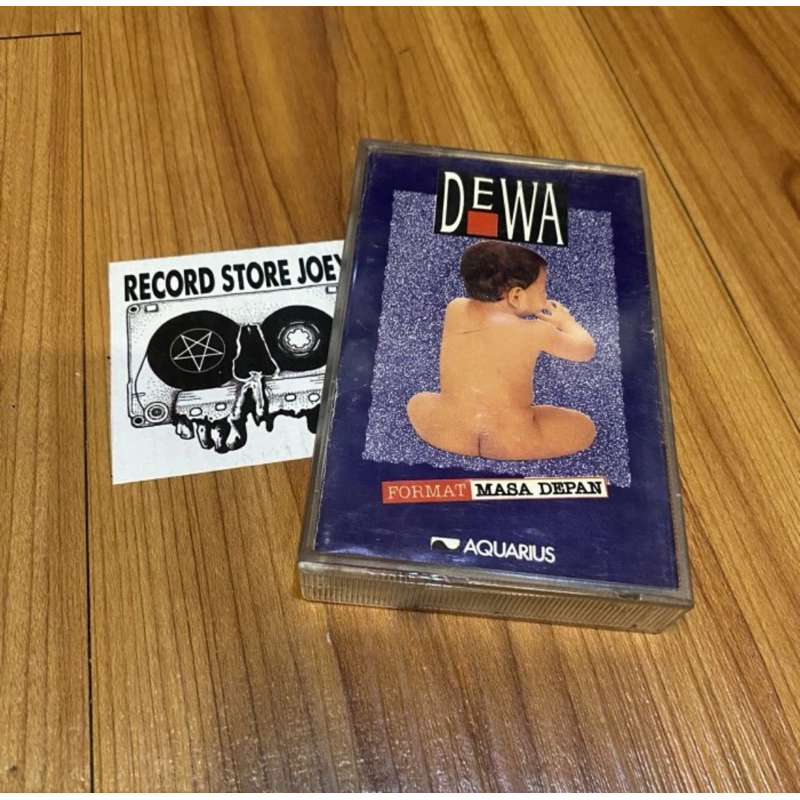 RECORD STORE JOEY
DEWA
FORMAT MASA DEPAN
AQUARIUS